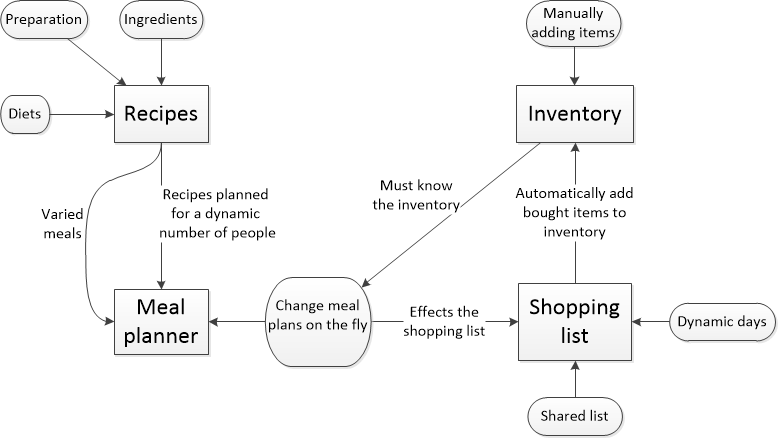 Preparation
Ingredients
Manually
adding items
Diets
Recipes
Inventory
Varied
meals
Recipes planned
for a dynamic
number of people
Must know
the inventory
Automatically add
bought items to
inventory
Meal
planner
Change meal
plans on the fly
Effects the
shopping list
Shopping
list
Dynamic days
Shared list